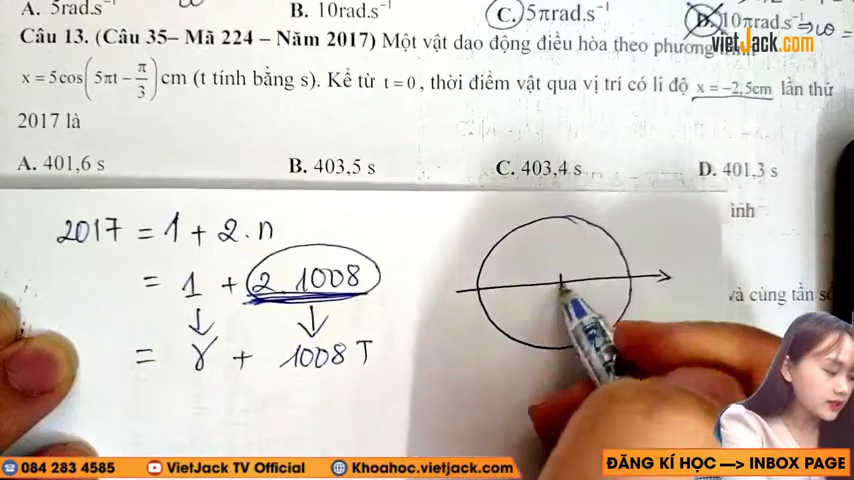 A. 5rad.s⁻¹ B. 10rad.s⁻¹ C. 5πrad.s⁻¹ D. 10πrad.s⁻¹ ⇒ ω =
Câu 13. (Câu 35– Mã 224 – Năm 2017) Một vật dao động điều hòa theo phương
vietJack.com
x = 5cos(5πt − π/3) cm (t tính bằng s). Kể từ t = 0, thời điểm vật qua vị trí có li độ x = −2,5cm lần thứ
2017 là
A. 401,6 s B. 403,5 s C. 403,4 s D. 401,3 s
2017 = 1 + 2.n
= 1 + 2.1008
= γ + 1008T
ình
và cùng tần số
084 283 4585 VietJack TV Official Khoahoc.vietjack.com
ĐĂNG KÍ HỌC —> INBOX PAGE